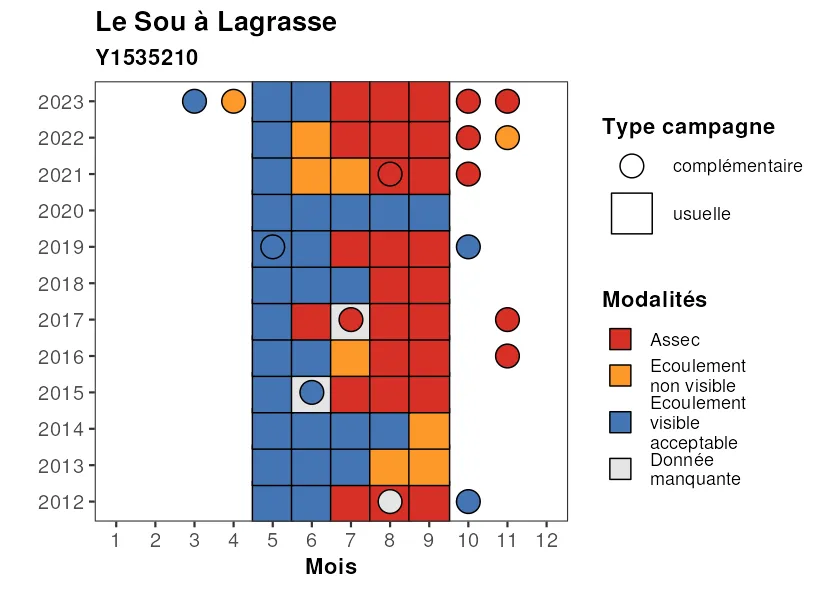 Le Sou à Lagrasse
Y1535210
2023
2022
2021
2020
2019
2018
2017
2016
2015
2014
2013
2012
1 2 3 4 5 6 7 8 9 10 11 12
Mois
Type campagne
complémentaire
usuelle
Modalités
Assec
Ecoulement
non visible
Ecoulement
visible
acceptable
Donnée
manquante